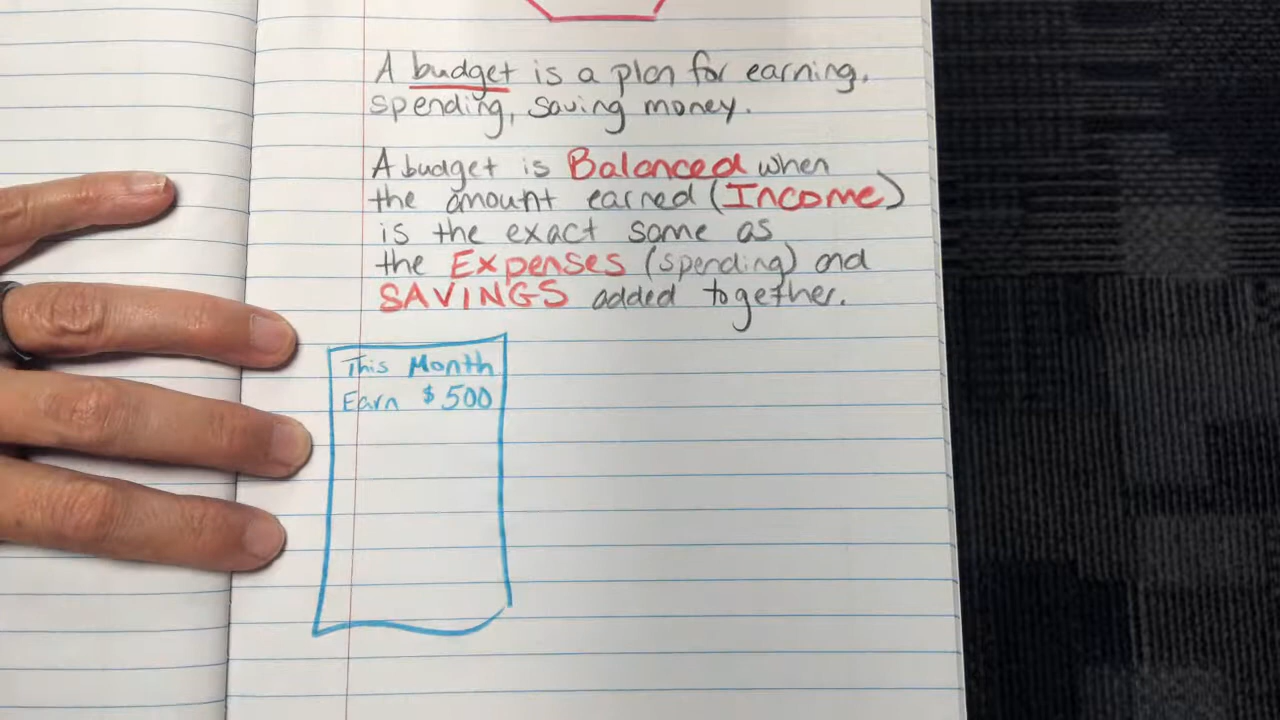 A budget is a plan for earning,
spending, saving money.
A budget is Balanced when
the amount earned (Income)
is the exact same as
the Expenses (spending) and
SAVINGS added together.
This Month
Earn $500